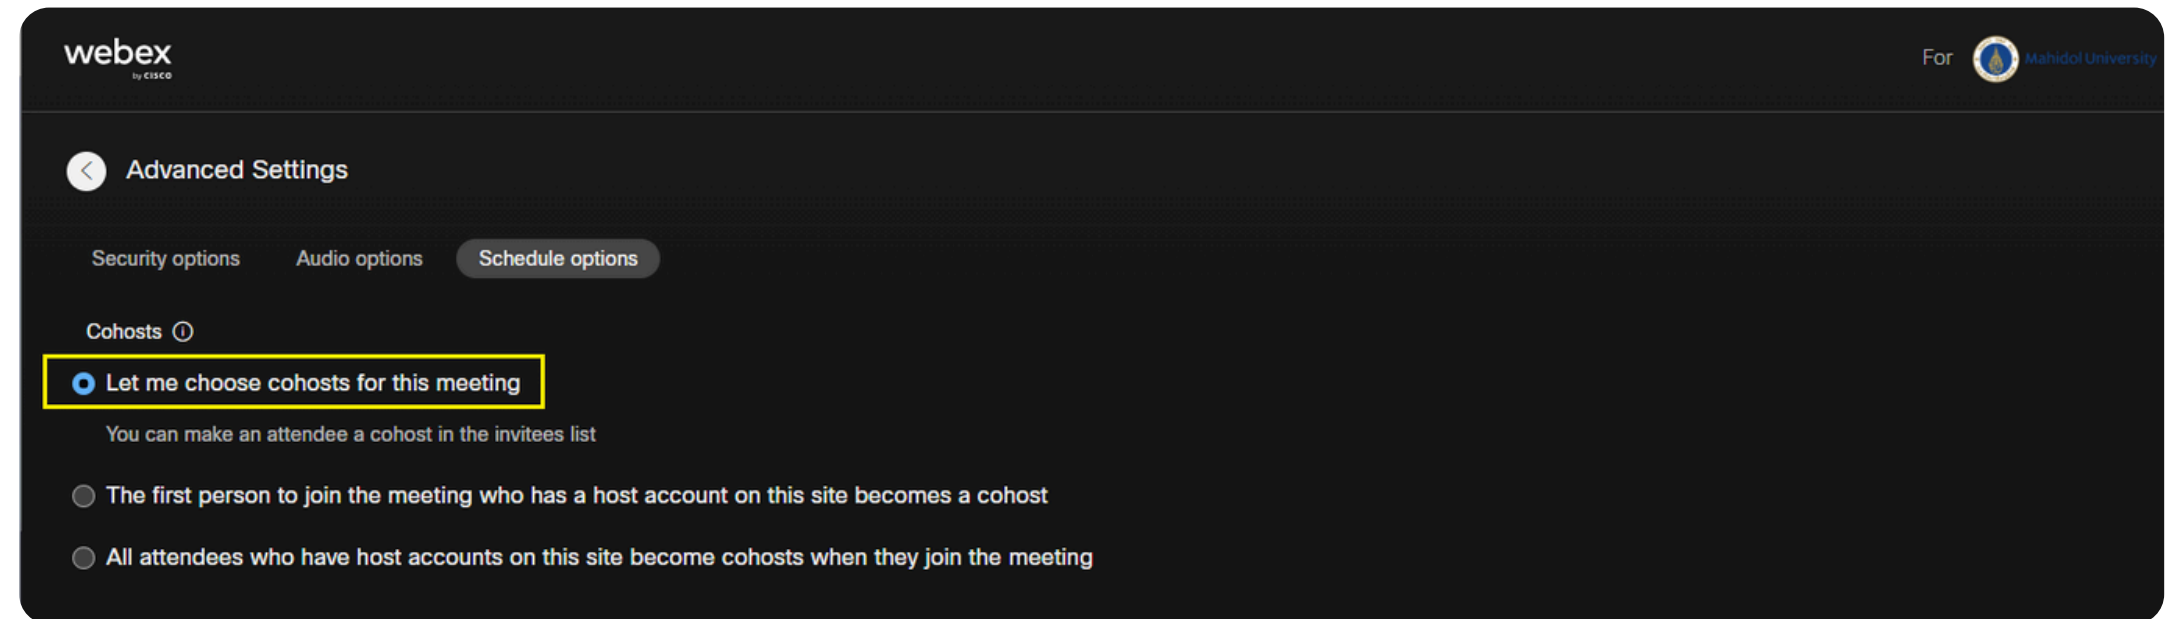 webex
by CISCO
For Mahidol University
Advanced Settings
Security options Audio options Schedule options
Cohosts
Let me choose cohosts for this meeting
You can make an attendee a cohost in the invitees list
The first person to join the meeting who has a host account on this site becomes a cohost
All attendees who have host accounts on this site become cohosts when they join the meeting